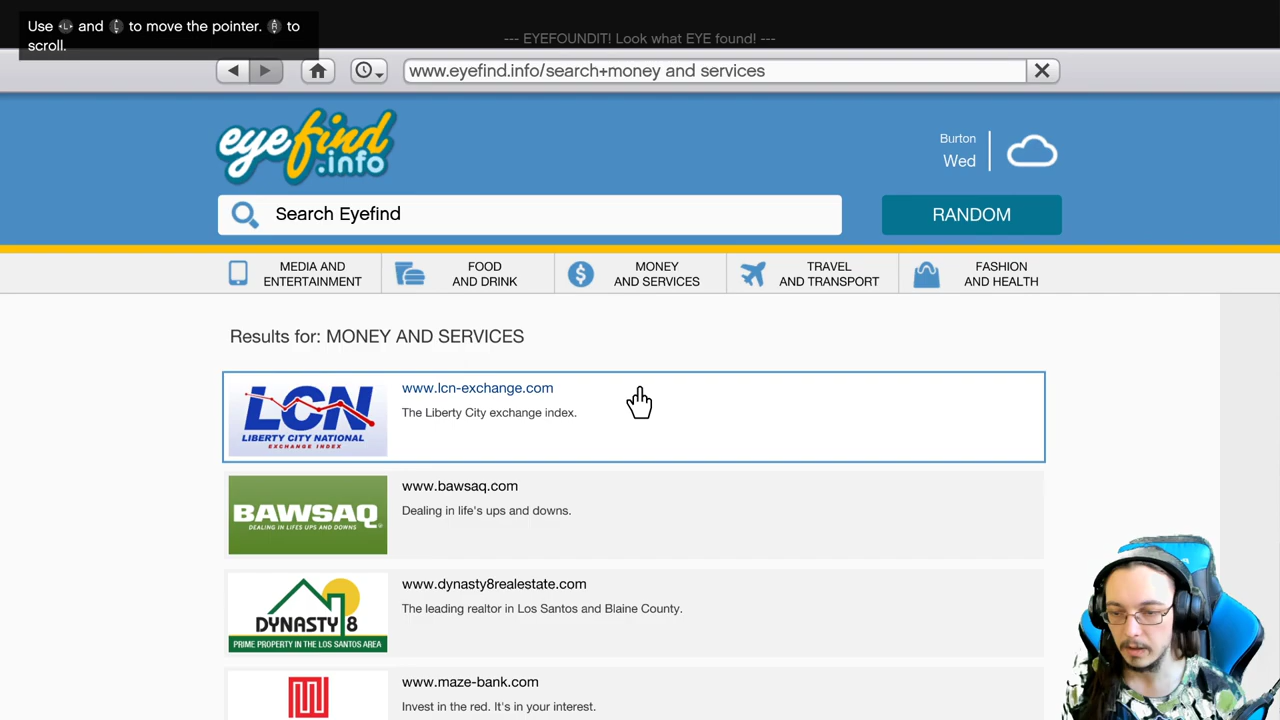 Use L and L to move the pointer. R to
scroll.
--- EYEFOUNDIT! Look what EYE found! ---
www.eyefind.info/search+money and services
eyefind
.info
Burton
Wed
Search Eyefind
RANDOM
MEDIA AND
ENTERTAINMENT
FOOD
AND DRINK
MONEY
AND SERVICES
TRAVEL
AND TRANSPORT
FASHION
AND HEALTH
Results for: MONEY AND SERVICES
LCN
LIBERTY CITY NATIONAL
EXCHANGE INDEX
www.lcn-exchange.com
The Liberty City exchange index.
BAWSAQ
DEALING IN LIFES UPS AND DOWNS
www.bawsaq.com
Dealing in life's ups and downs.
DYNASTY 8
PRIME PROPERTY IN THE LOS SANTOS AREA
www.dynasty8realestate.com
The leading realtor in Los Santos and Blaine County.
www.maze-bank.com
Invest in the red. It's in your interest.